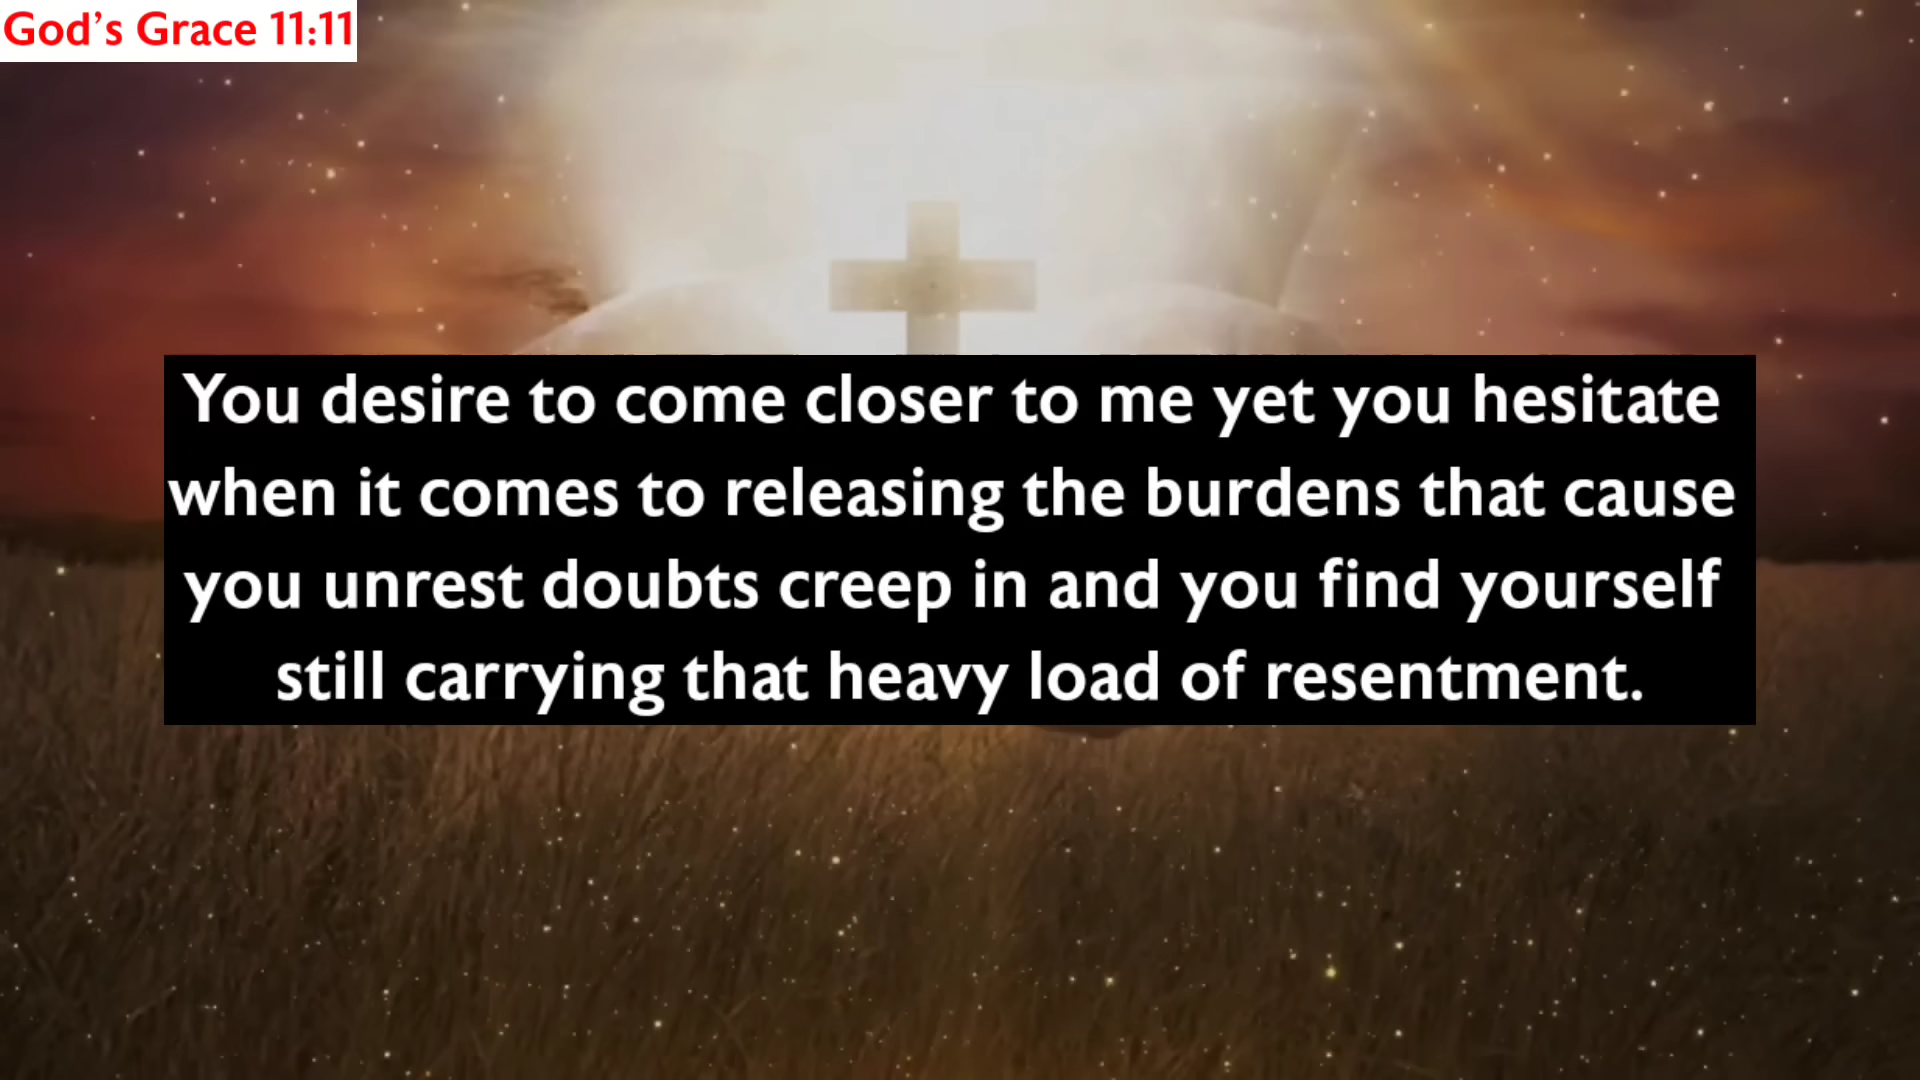 God’s Grace 11:11
You desire to come closer to me yet you hesitate
when it comes to releasing the burdens that cause
you unrest doubts creep in and you find yourself
still carrying that heavy load of resentment.